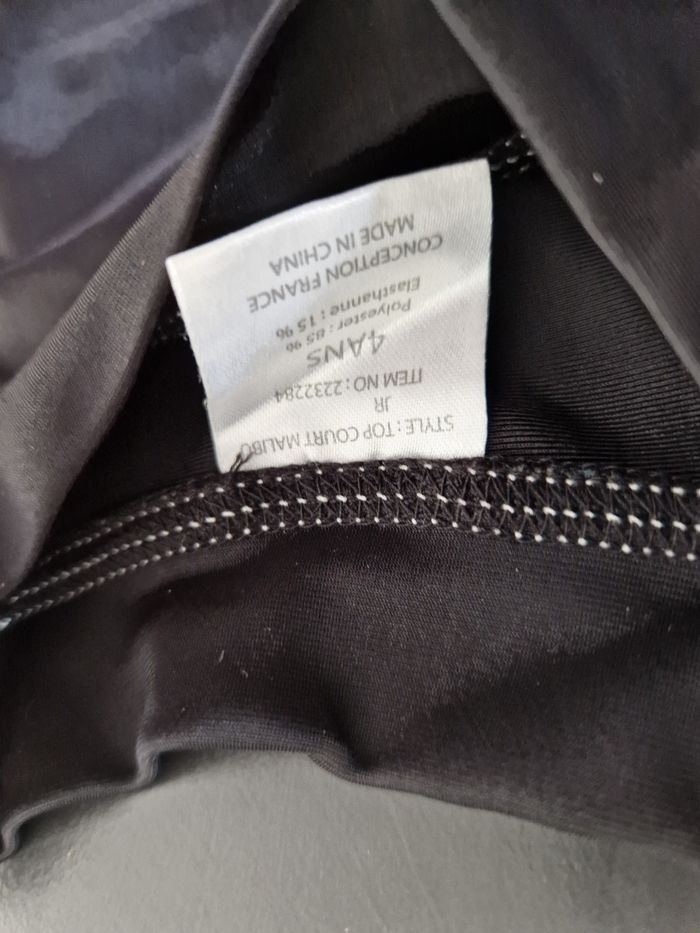 STYLE : TOP COURT MALIBU
JR
ITEM NO : 2232284
4ANS
Polyester : 85 %
Elasthanne : 15 %
CONCEPTION FRANCE
MADE IN CHINA